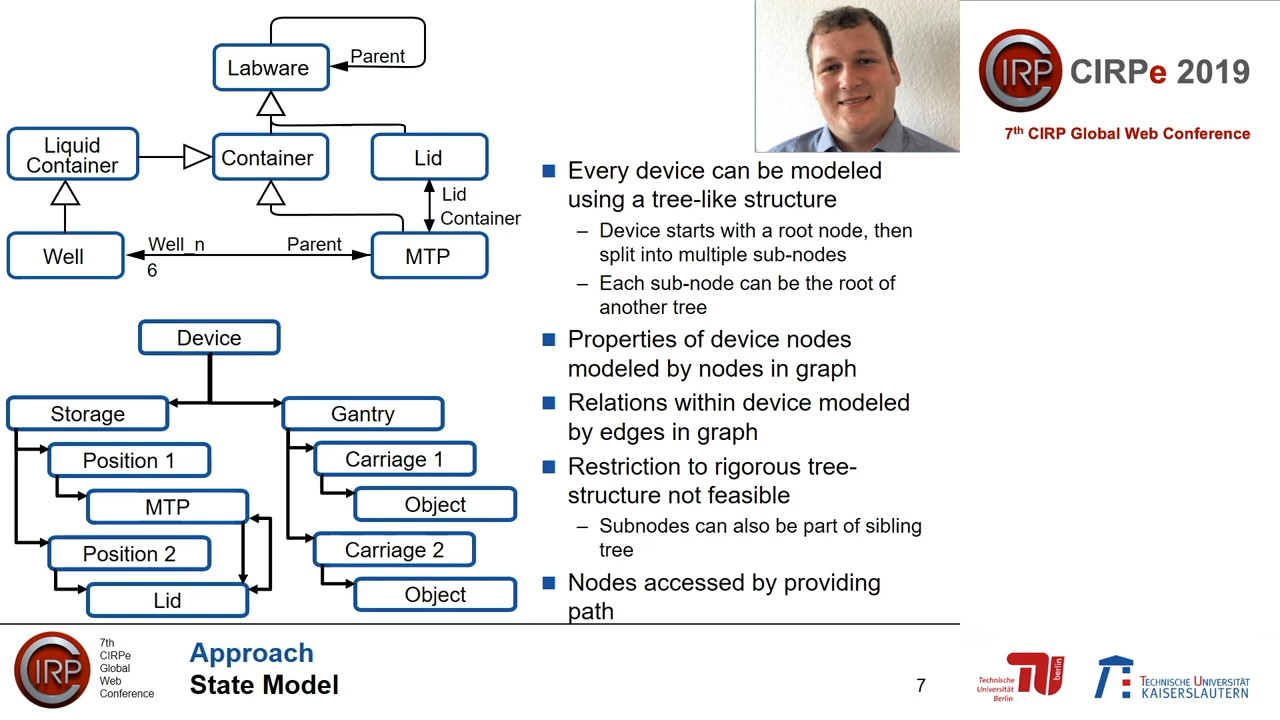 Labware
Parent
Liquid
Container
Container
Lid
Lid
Container
Well
Well_n
6
Parent
MTP
Device
Storage
Gantry
Position 1
Carriage 1
MTP
Object
Position 2
Carriage 2
Lid
Object
Every device can be modeled
using a tree-like structure
– Device starts with a root node, then
split into multiple sub-nodes
– Each sub-node can be the root of
another tree
Properties of device nodes
modeled by nodes in graph
Relations within device modeled
by edges in graph
Restriction to rigorous tree-
structure not feasible
– Subnodes can also be part of sibling
tree
Nodes accessed by providing
path
CIRP
CIRPe 2019
7th CIRP Global Web Conference
CIRP
7th
CIRPe
Global
Web
Conference
Approach
State Model
7
Technische
Universität
Berlin
berlin
TECHNISCHE UNIVERSITÄT
KAISERSLAUTERN